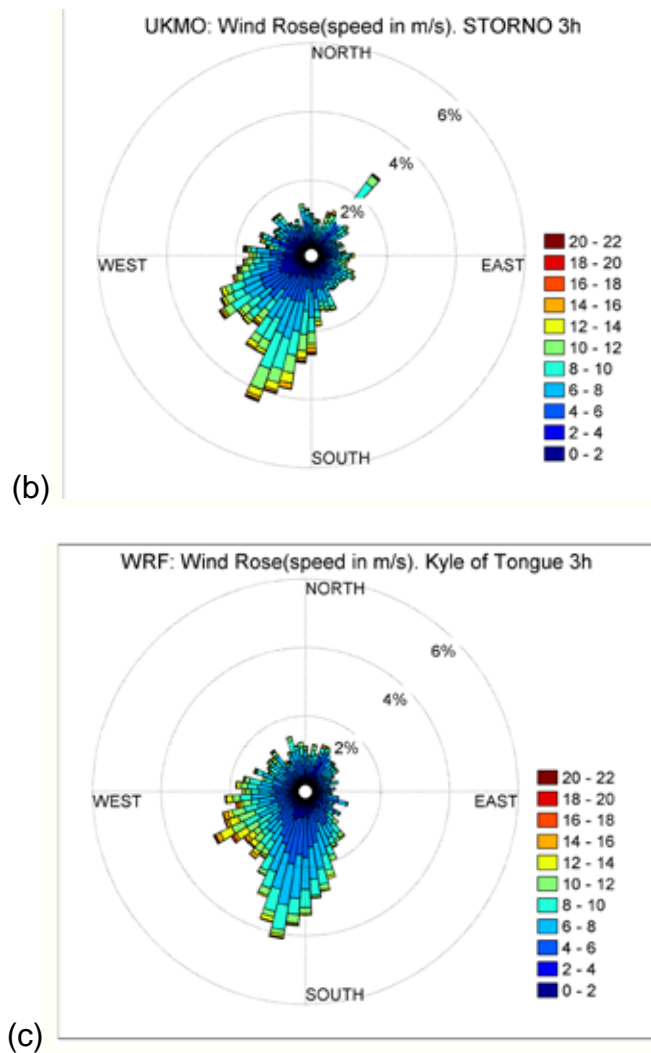 UKMO: Wind Rose(speed in m/s). STORNO 3h
NORTH
6%
4%
2%
WEST
EAST
SOUTH
20 - 22
18 - 20
16 - 18
14 - 16
12 - 14
10 - 12
8 - 10
6 - 8
4 - 6
2 - 4
0 - 2
(b)
WRF: Wind Rose(speed in m/s). Kyle of Tongue 3h
NORTH
6%
4%
2%
WEST
EAST
SOUTH
20 - 22
18 - 20
16 - 18
14 - 16
12 - 14
10 - 12
8 - 10
6 - 8
4 - 6
2 - 4
0 - 2
(c)